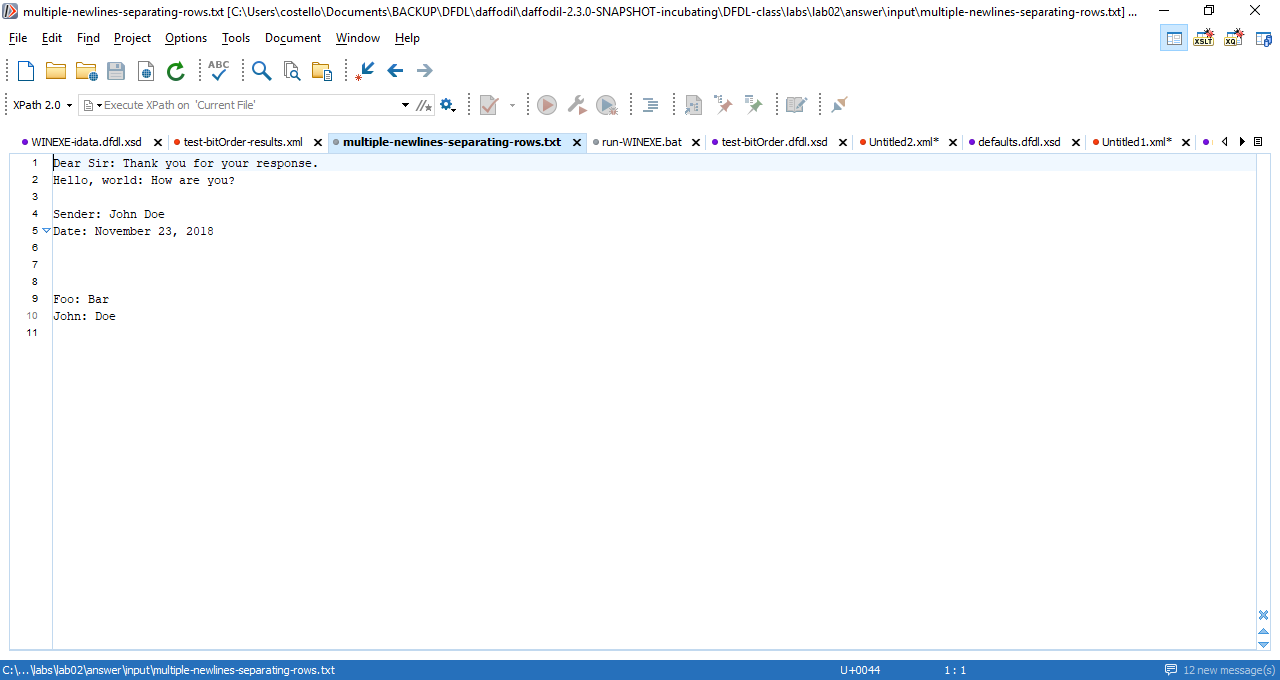 multiple-newlines-separating-rows.txt [C:\Users\costello\Documents\BACKUP\DFDL\daffodil\daffodil-2.3.0-SNAPSHOT-incubating\DFDL-class\labs\lab02\answer\input\multiple-newlines-separating-rows.txt] ...
File Edit Find Project Options Tools Document Window Help
XSLT XQ
ABC
XPath 2.0 Execute XPath on 'Current File'
WINEXE-idata.dfdl.xsd test-bitOrder-results.xml multiple-newlines-separating-rows.txt run-WINEXE.bat test-bitOrder.dfdl.xsd Untitled2.xml* defaults.dfdl.xsd Untitled1.xml*
1 Dear Sir: Thank you for your response.
2 Hello, world: How are you?
3
4 Sender: John Doe
5 Date: November 23, 2018
6
7
8
9 Foo: Bar
10 John: Doe
11
C:\...\labs\lab02\answer\input\multiple-newlines-separating-rows.txt U+0044 1 : 1 12 new message(s)